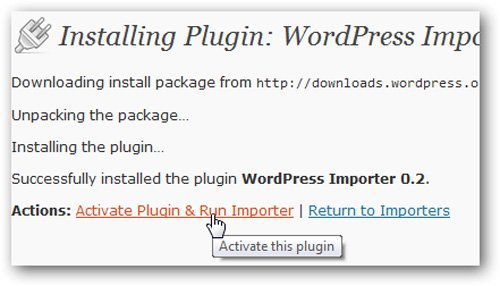 Installing Plugin: WordPress Impo
Downloading install package from http://downloads.wordpress.o
Unpacking the package…
Installing the plugin…
Successfully installed the plugin WordPress Importer 0.2.
Actions: Activate Plugin & Run Importer | Return to Importers
Activate this plugin